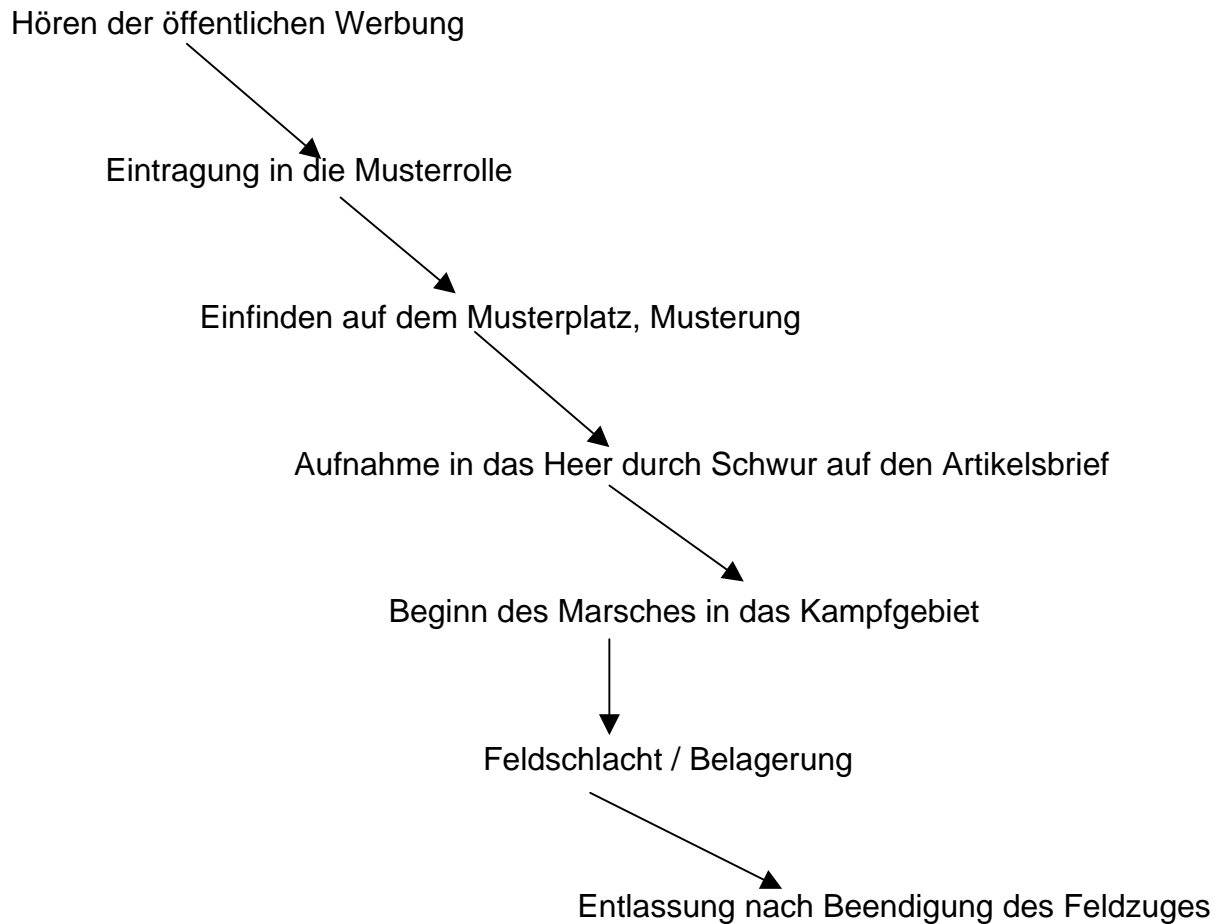 Hören der öffentlichen Werbung
Eintragung in die Musterrolle
Einfinden auf dem Musterplatz, Musterung
Aufnahme in das Heer durch Schwur auf den Artikelsbrief
Beginn des Marsches in das Kampfgebiet
Feldschlacht / Belagerung
Entlassung nach Beendigung des Feldzuges